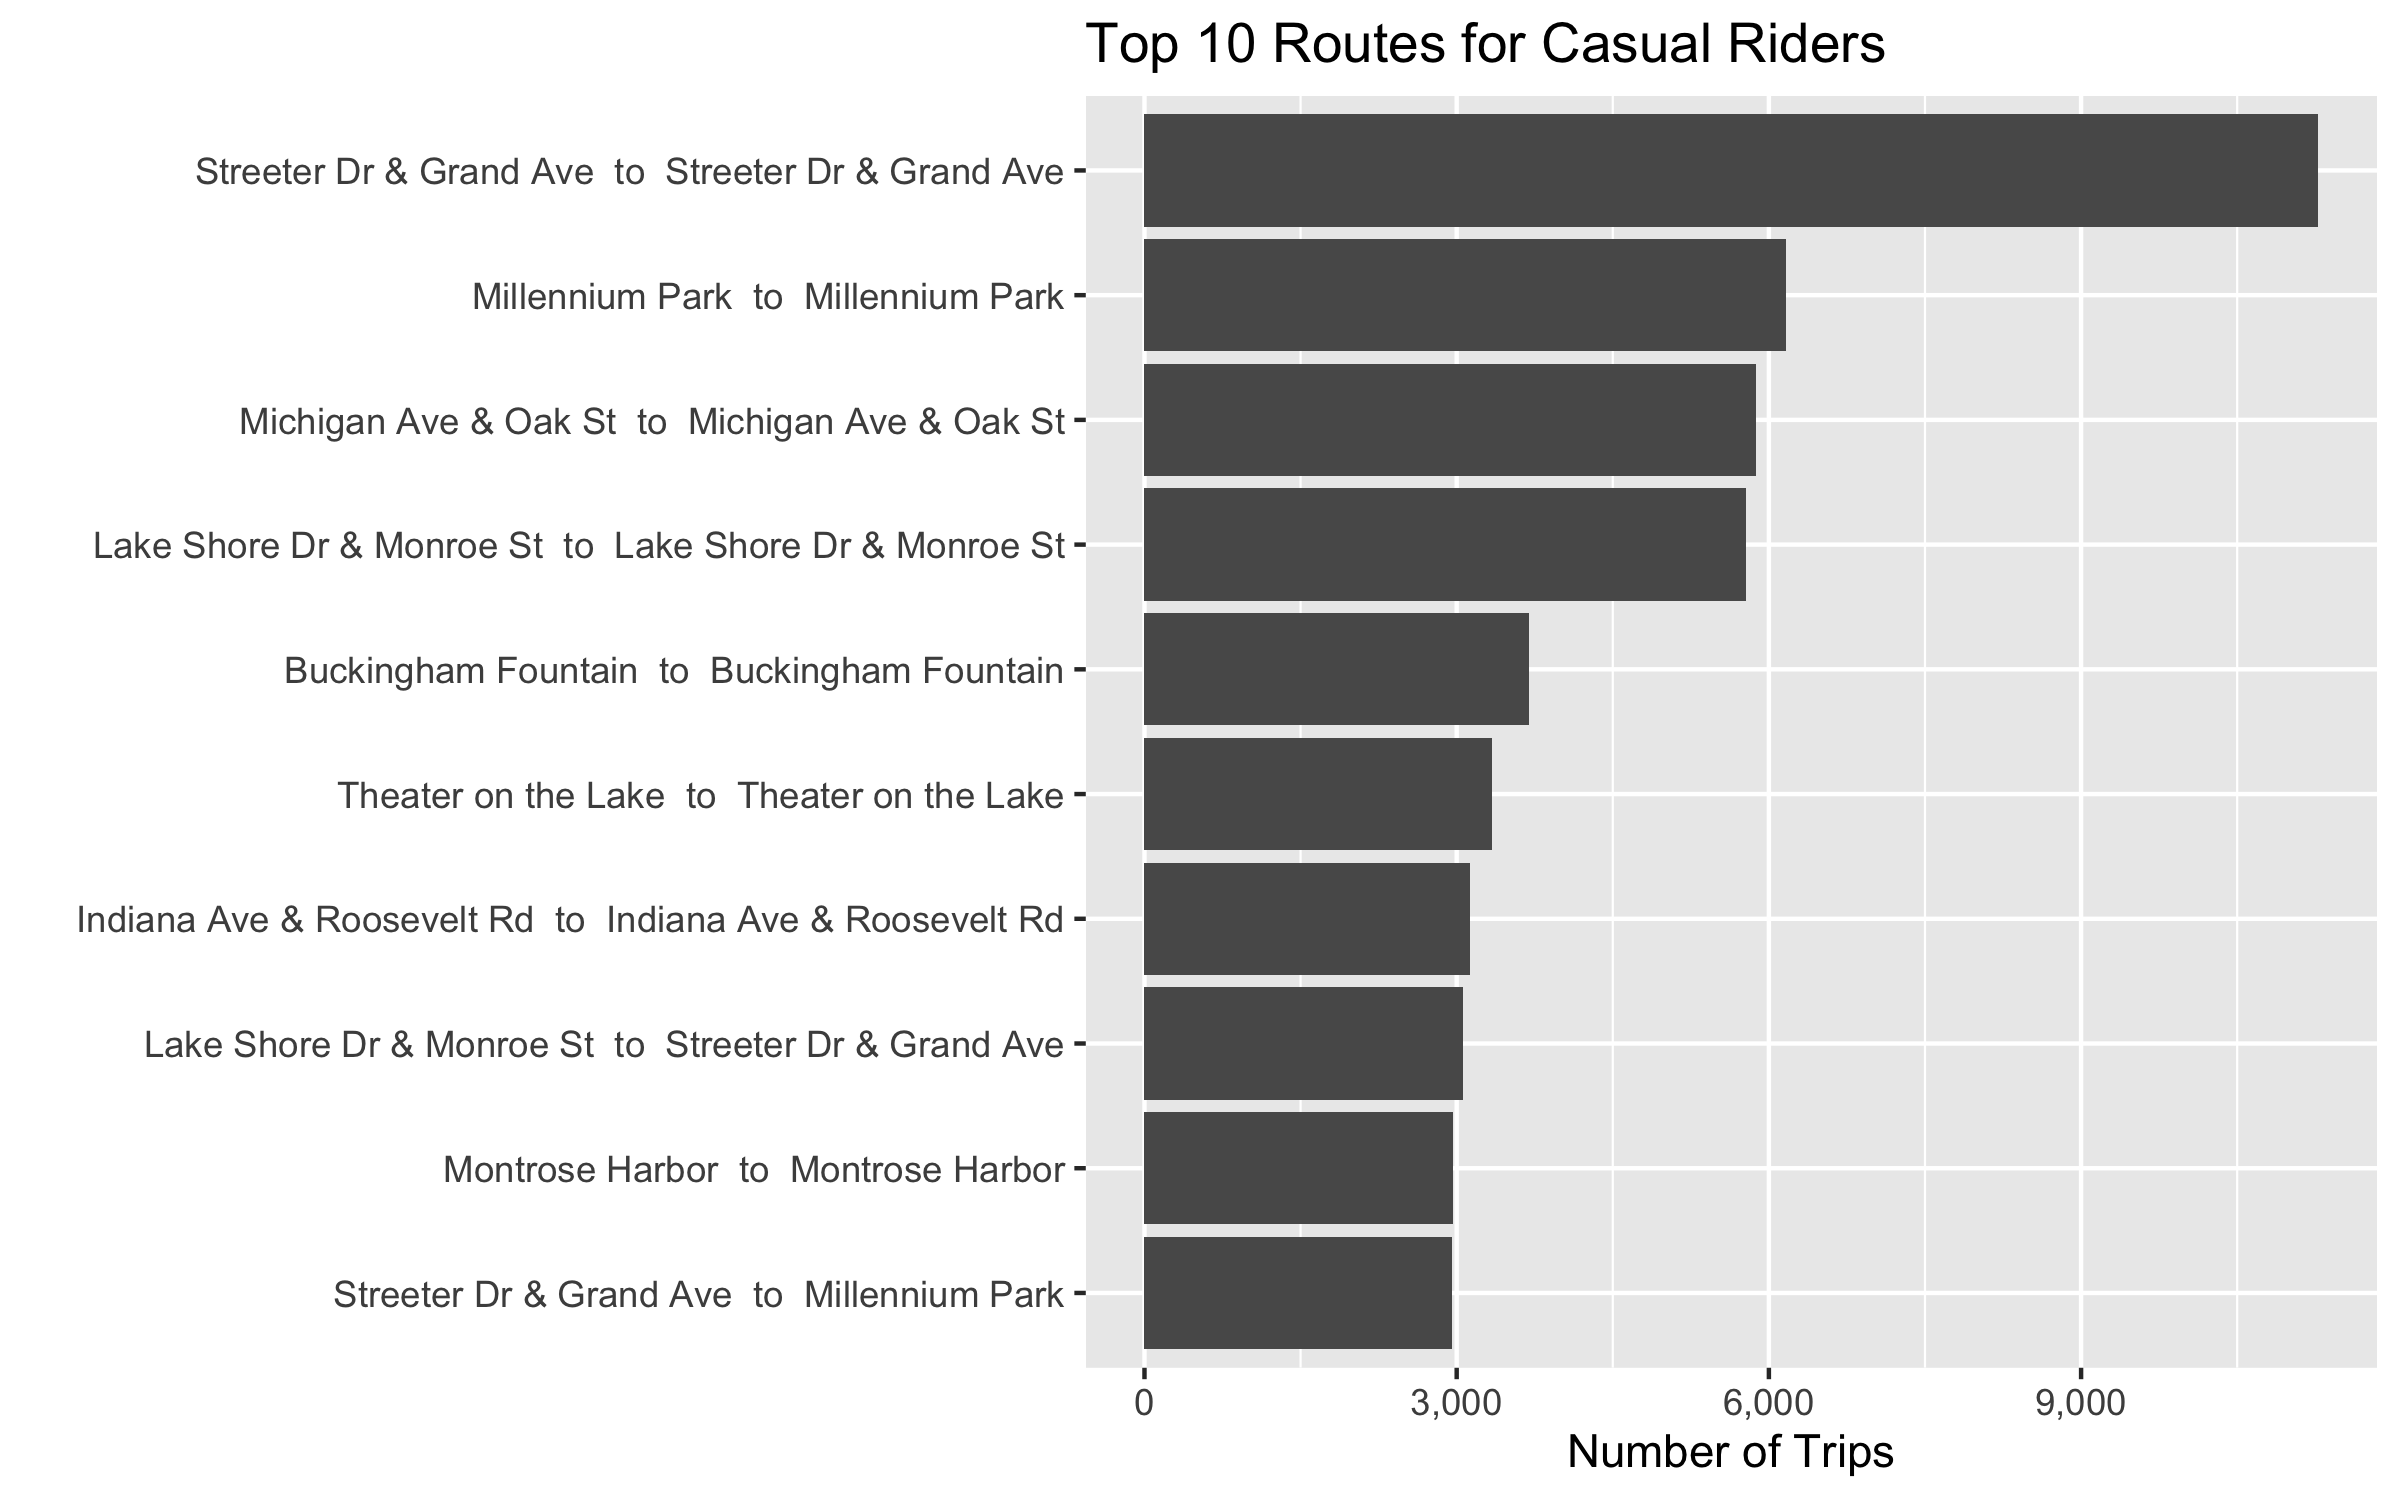 Top 10 Routes for Casual Riders
Streeter Dr & Grand Ave  to  Streeter Dr & Grand Ave
Millennium Park  to  Millennium Park
Michigan Ave & Oak St  to  Michigan Ave & Oak St
Lake Shore Dr & Monroe St  to  Lake Shore Dr & Monroe St
Buckingham Fountain  to  Buckingham Fountain
Theater on the Lake  to  Theater on the Lake
Indiana Ave & Roosevelt Rd  to  Indiana Ave & Roosevelt Rd
Lake Shore Dr & Monroe St  to  Streeter Dr & Grand Ave
Montrose Harbor  to  Montrose Harbor
Streeter Dr & Grand Ave  to  Millennium Park
0 3,000 6,000 9,000
Number of Trips